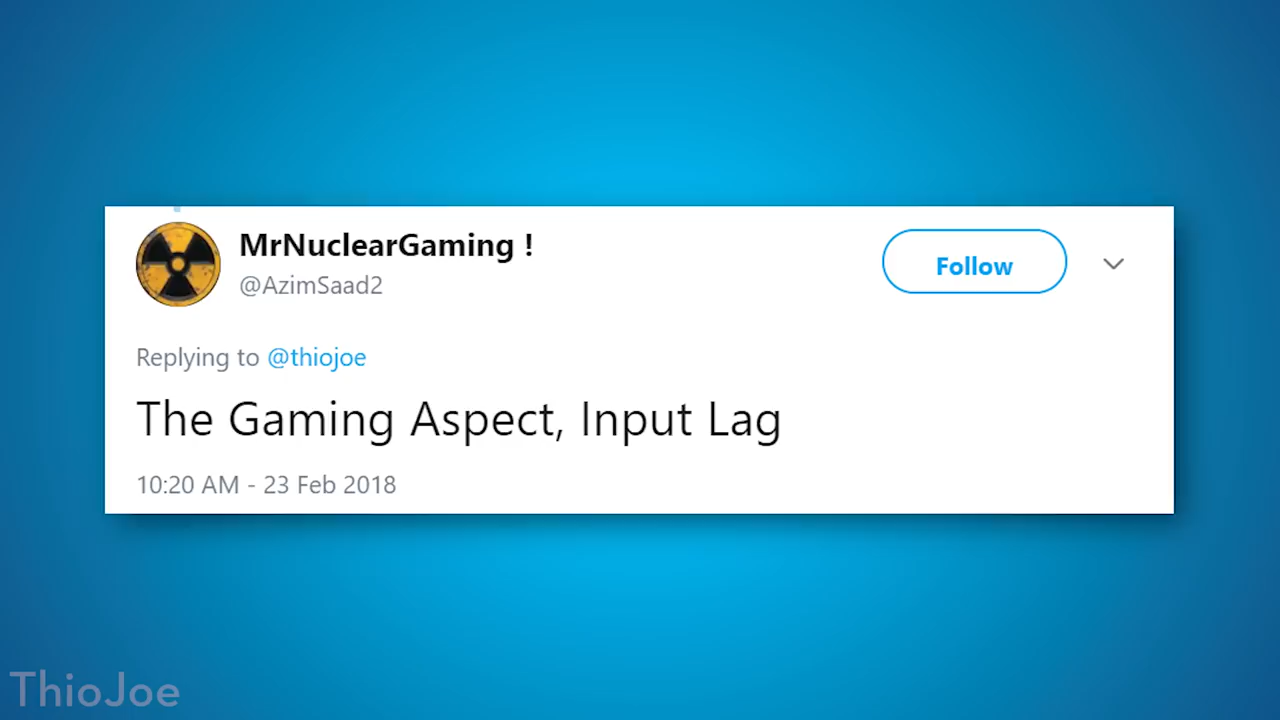 MrNuclearGaming !
@AzimSaad2
Follow
Replying to @thiojoe
The Gaming Aspect, Input Lag
10:20 AM - 23 Feb 2018
ThioJoe